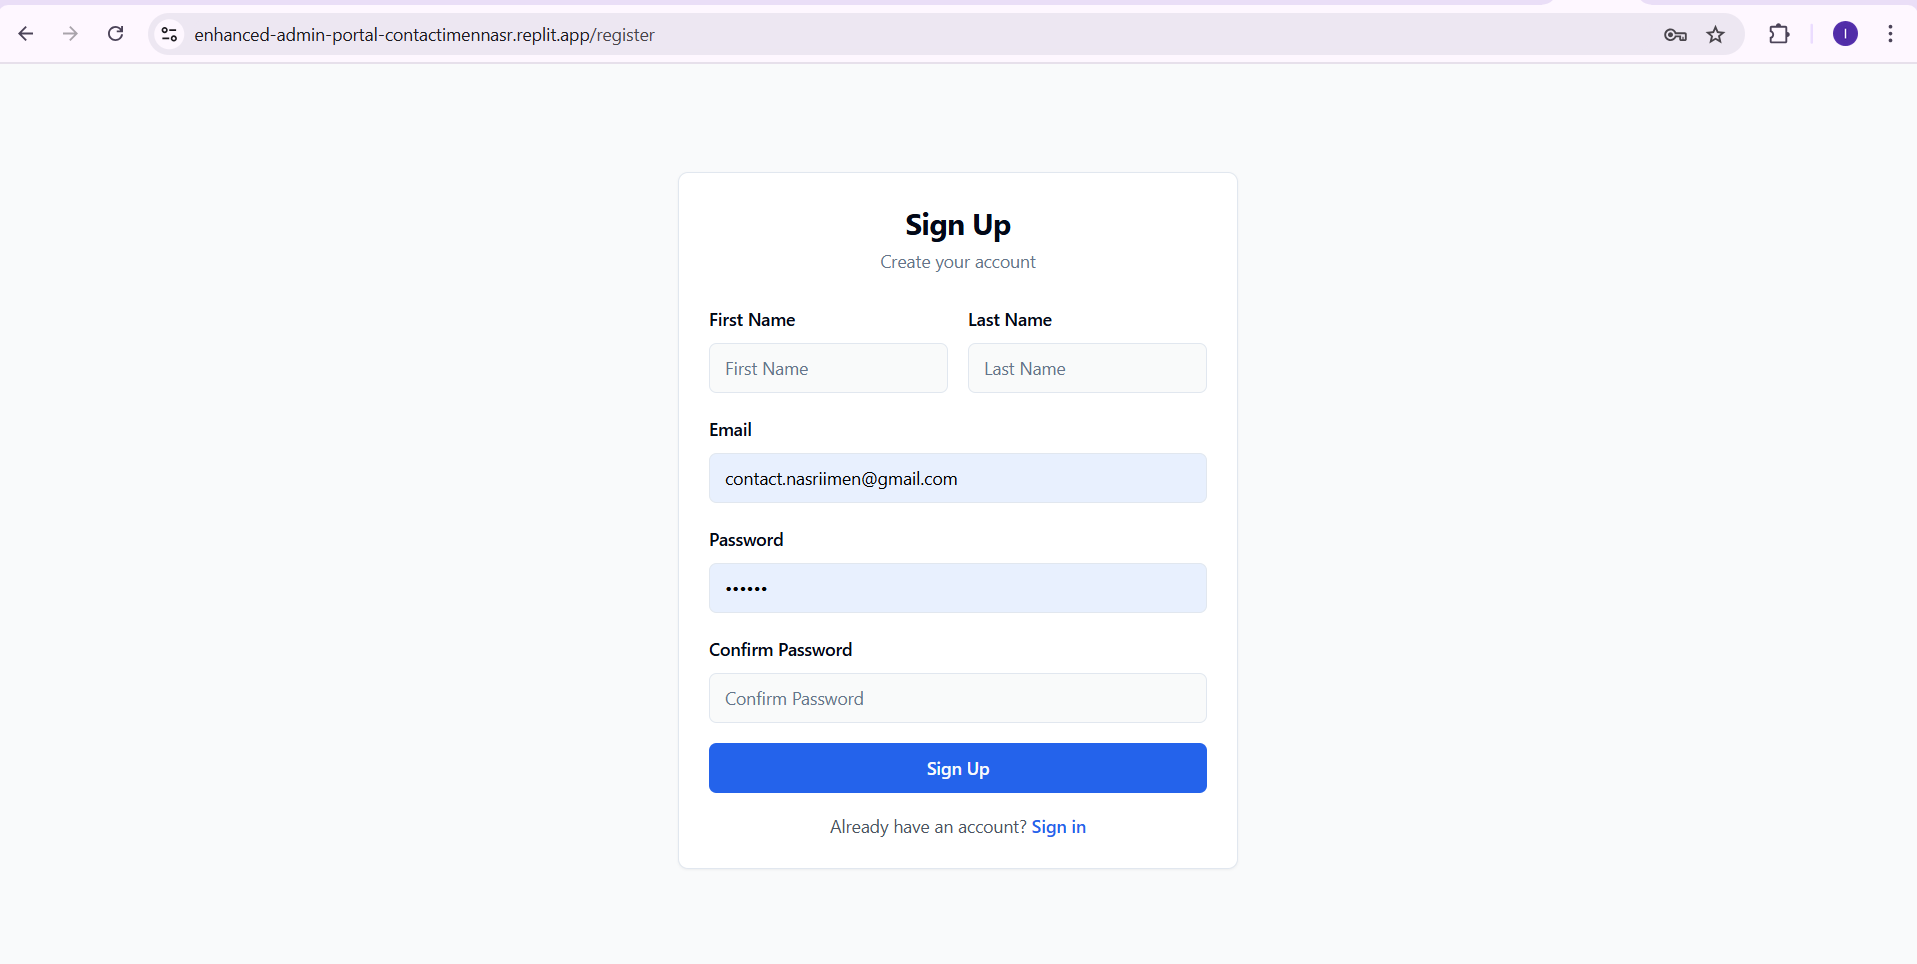 enhanced-admin-portal-contactimennasr.replit.app/register
I
Sign Up
Create your account
First Name Last Name
First Name Last Name
Email
contact.nasriimen@gmail.com
Password
••••••
Confirm Password
Confirm Password
Sign Up
Already have an account? Sign in